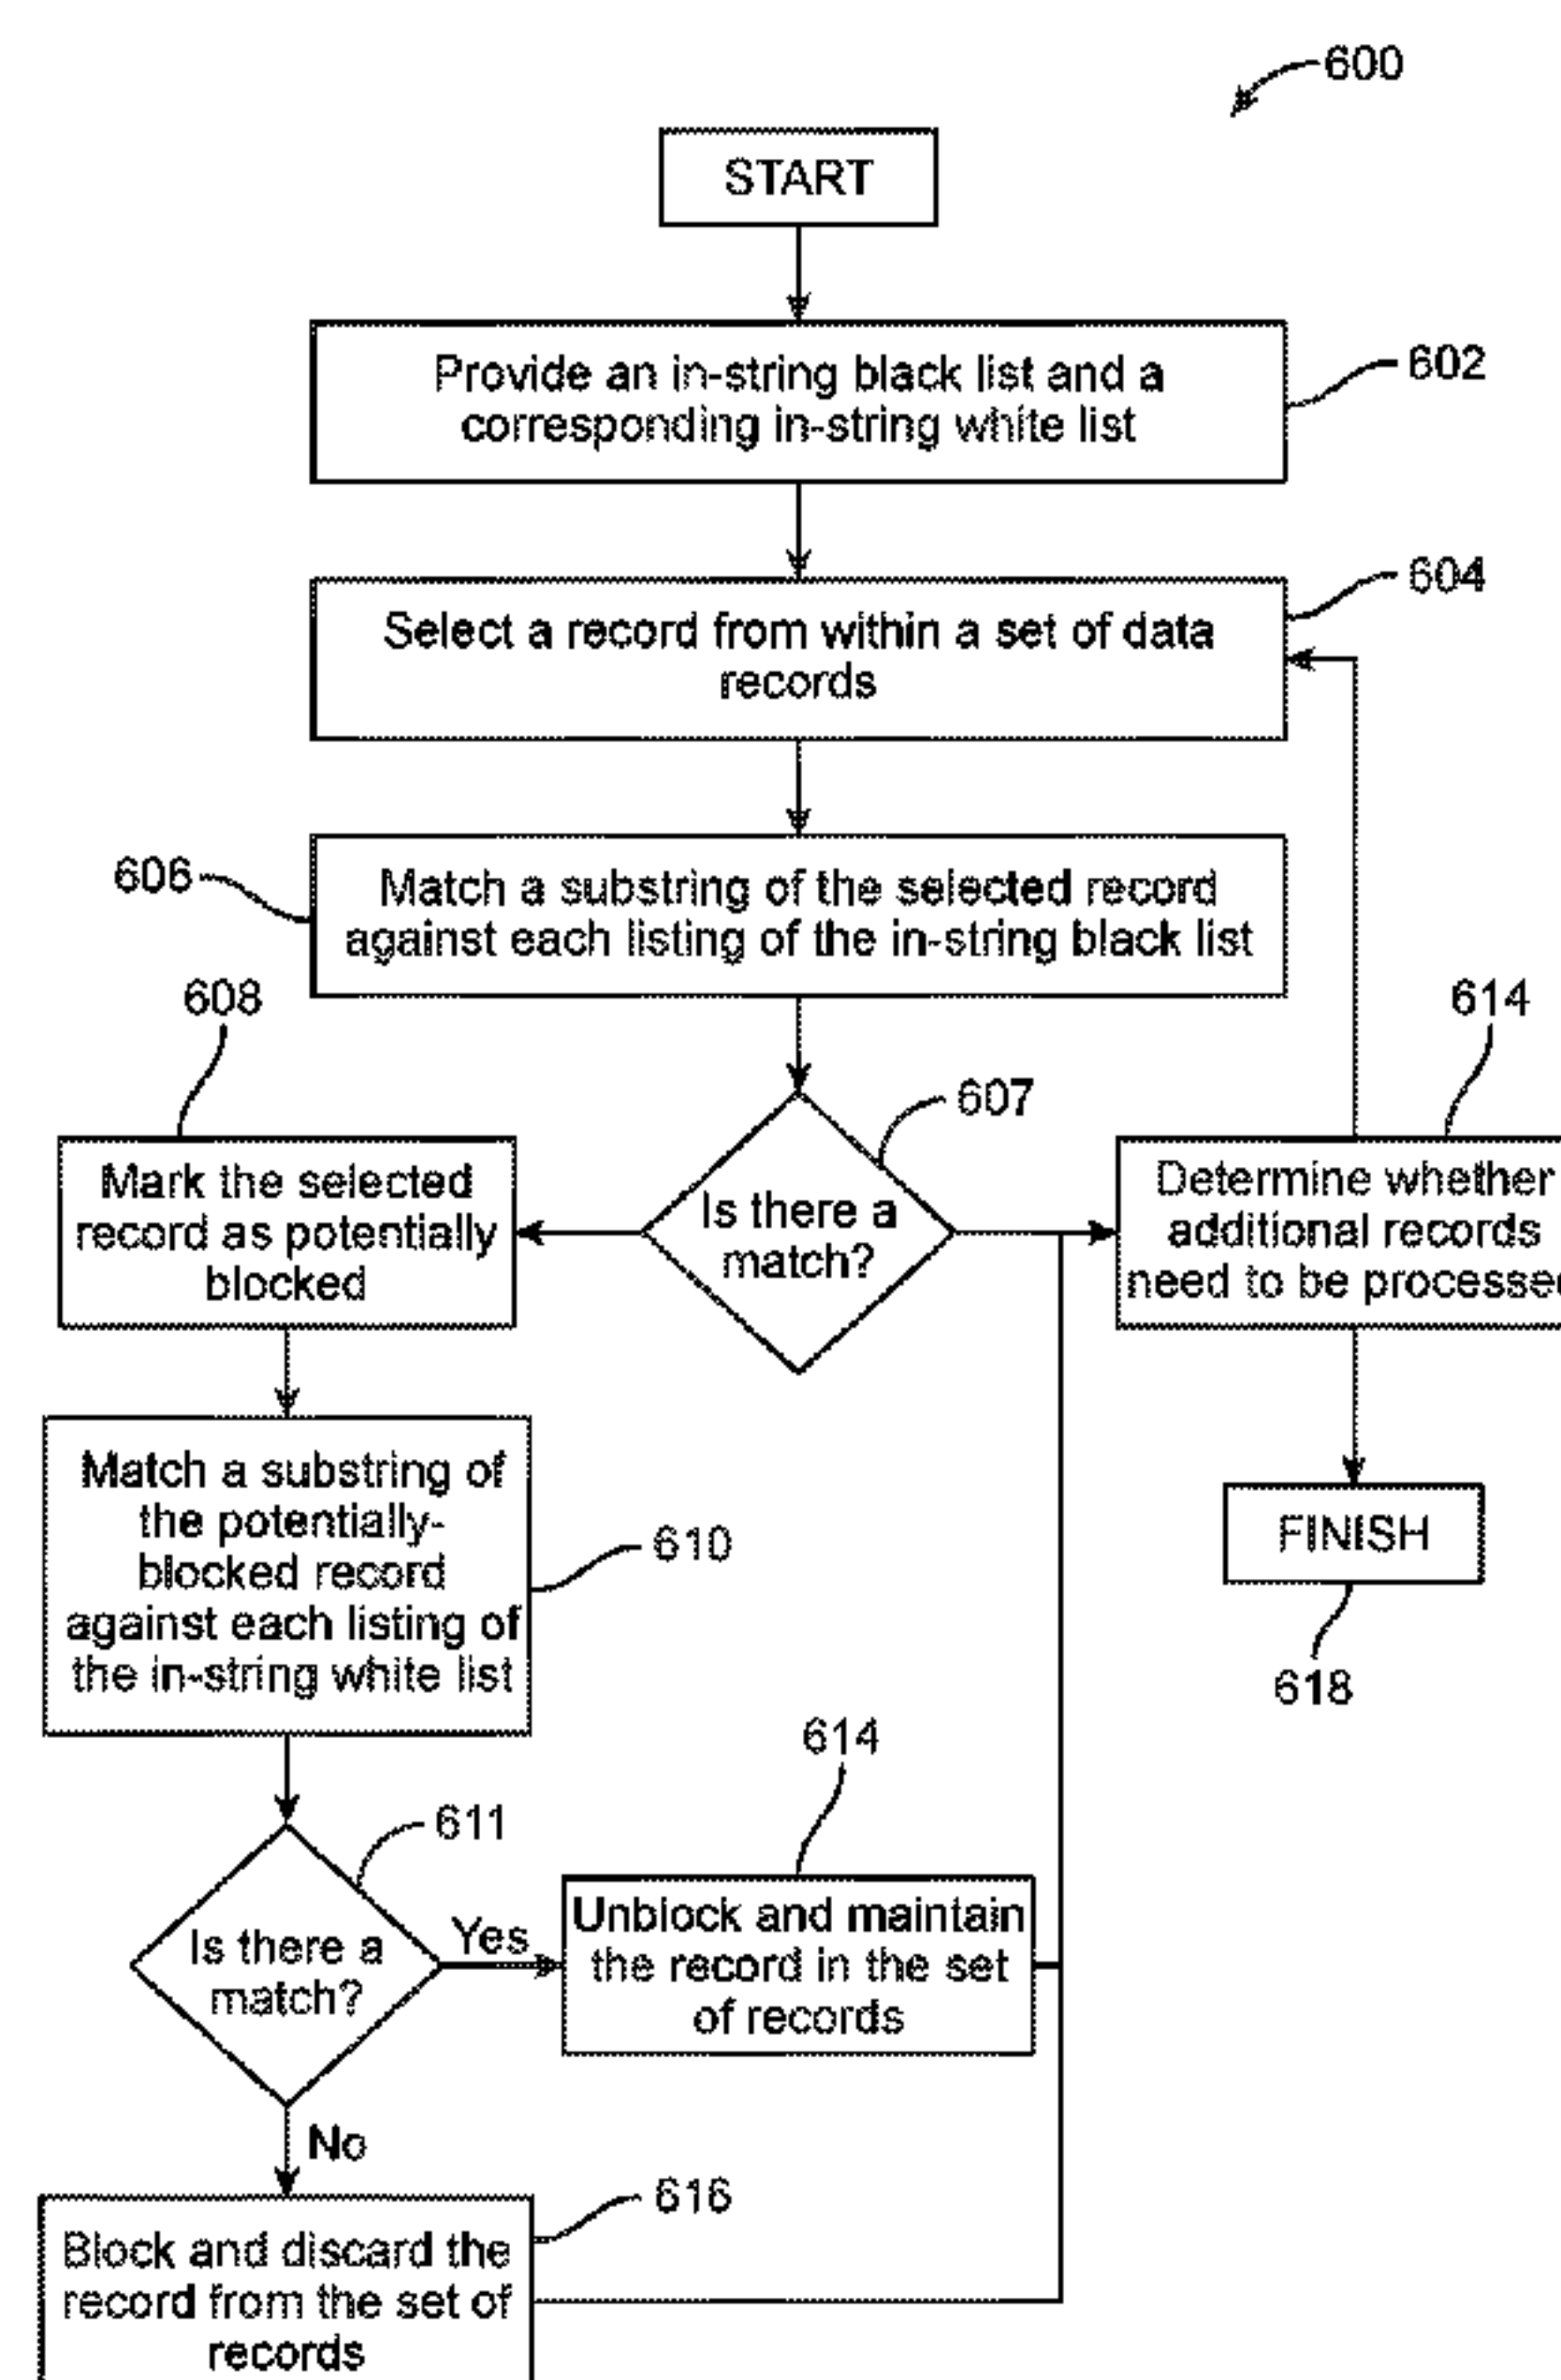 600
START
Provide an in-string black list and a
corresponding in-string white list
602
Select a record from within a set of data
records
604
606
Match a substring of the selected record
against each listing of the in-string black list
608
614
607
Mark the selected
record as potentially
blocked
Is there a
match?
Determine whether
additional records
need to be processed
Match a substring of
the potentially-
blocked record
against each listing of
the in-string white list
610
FINISH
618
614
611
Is there a
match?
Yes
Unblock and maintain
the record in the set
of records
No
616
Block and discard the
record from the set of
records